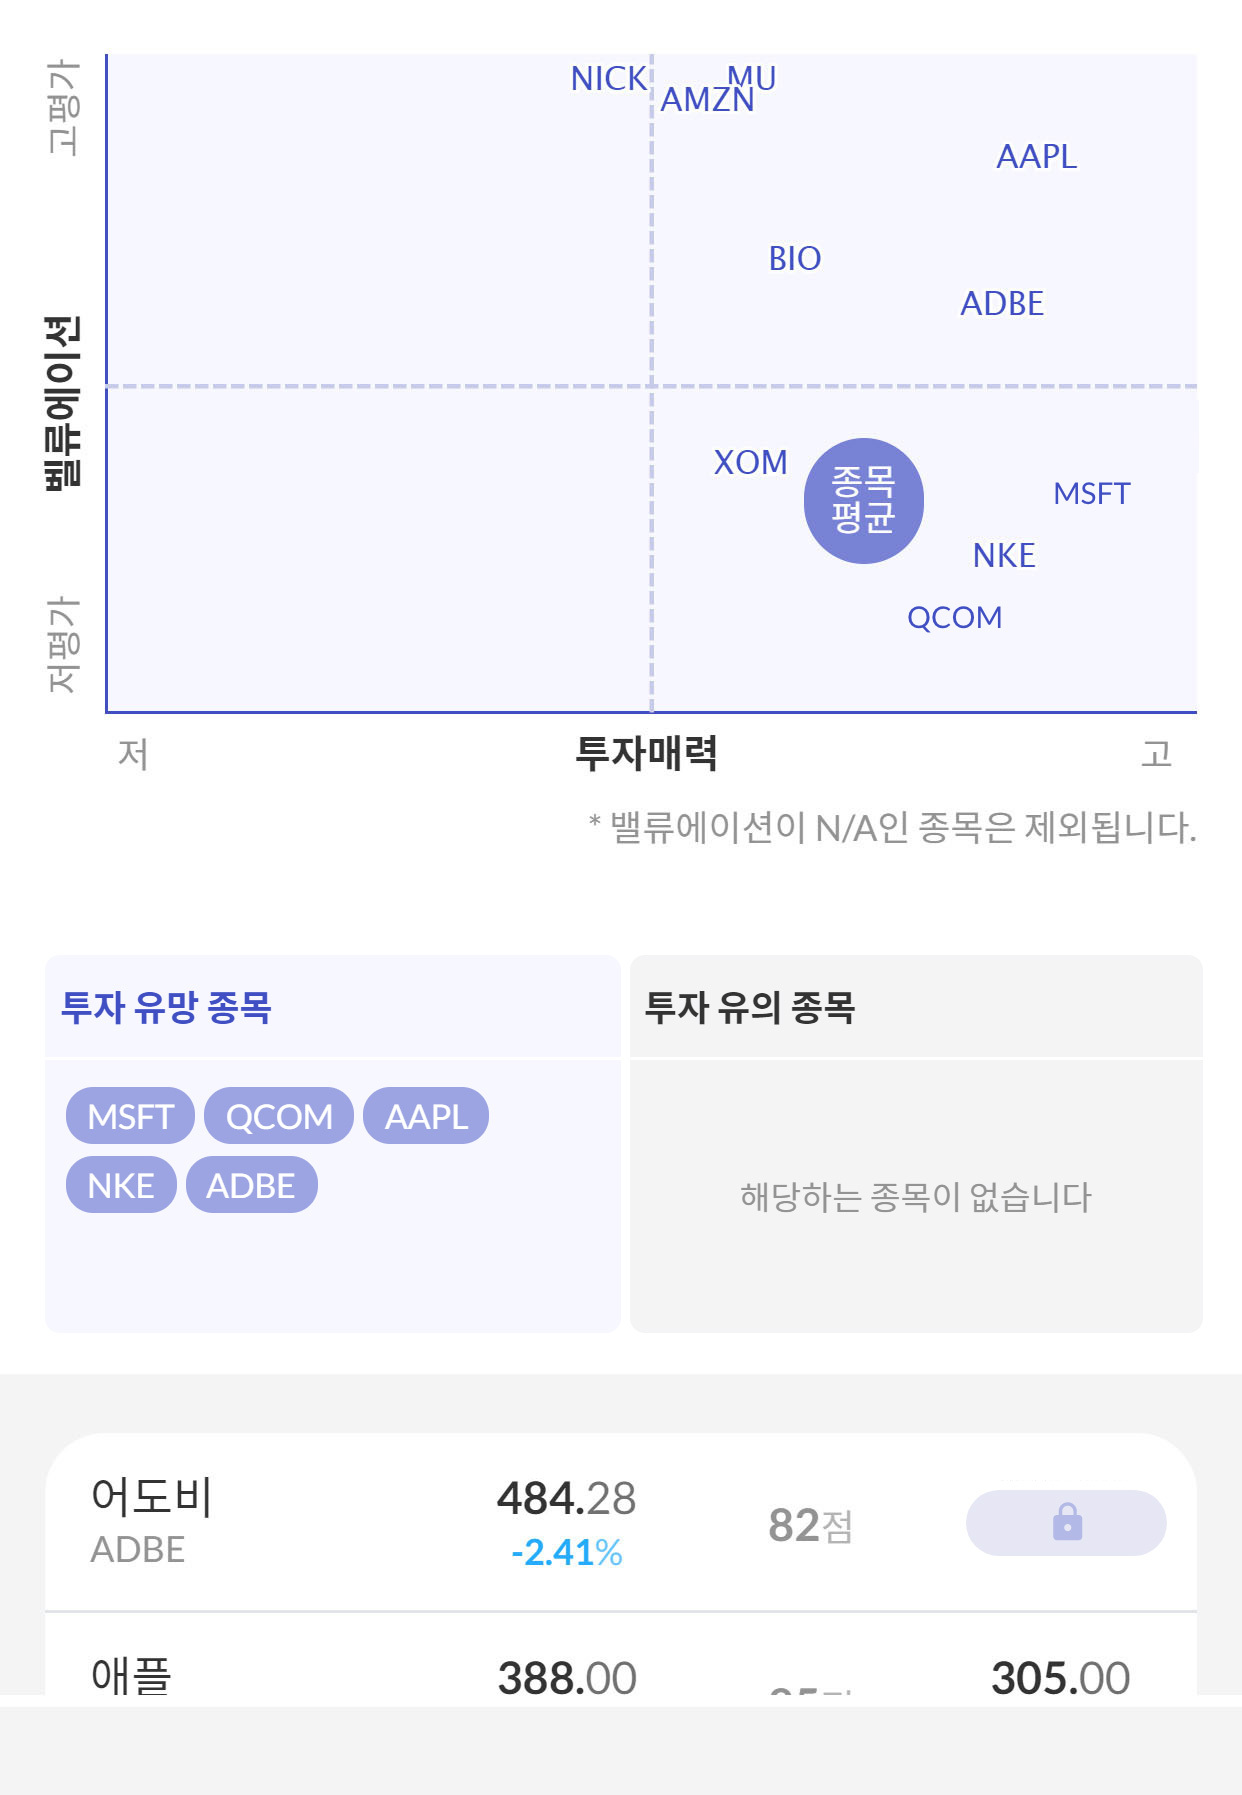 고평가
NICK
MU
AMZN
AAPL
BIO
ADBE
벨류에이션
XOM
종목
평균
MSFT
NKE
QCOM
저평가
저
투자매력
고
* 밸류에이션이 N/A인 종목은 제외됩니다.
투자 유망 종목
투자 유의 종목
MSFT QCOM AAPL
NKE ADBE
해당하는 종목이 없습니다
어도비
484.28
ADBE
-2.41%
82점
애플
388.00
305.00